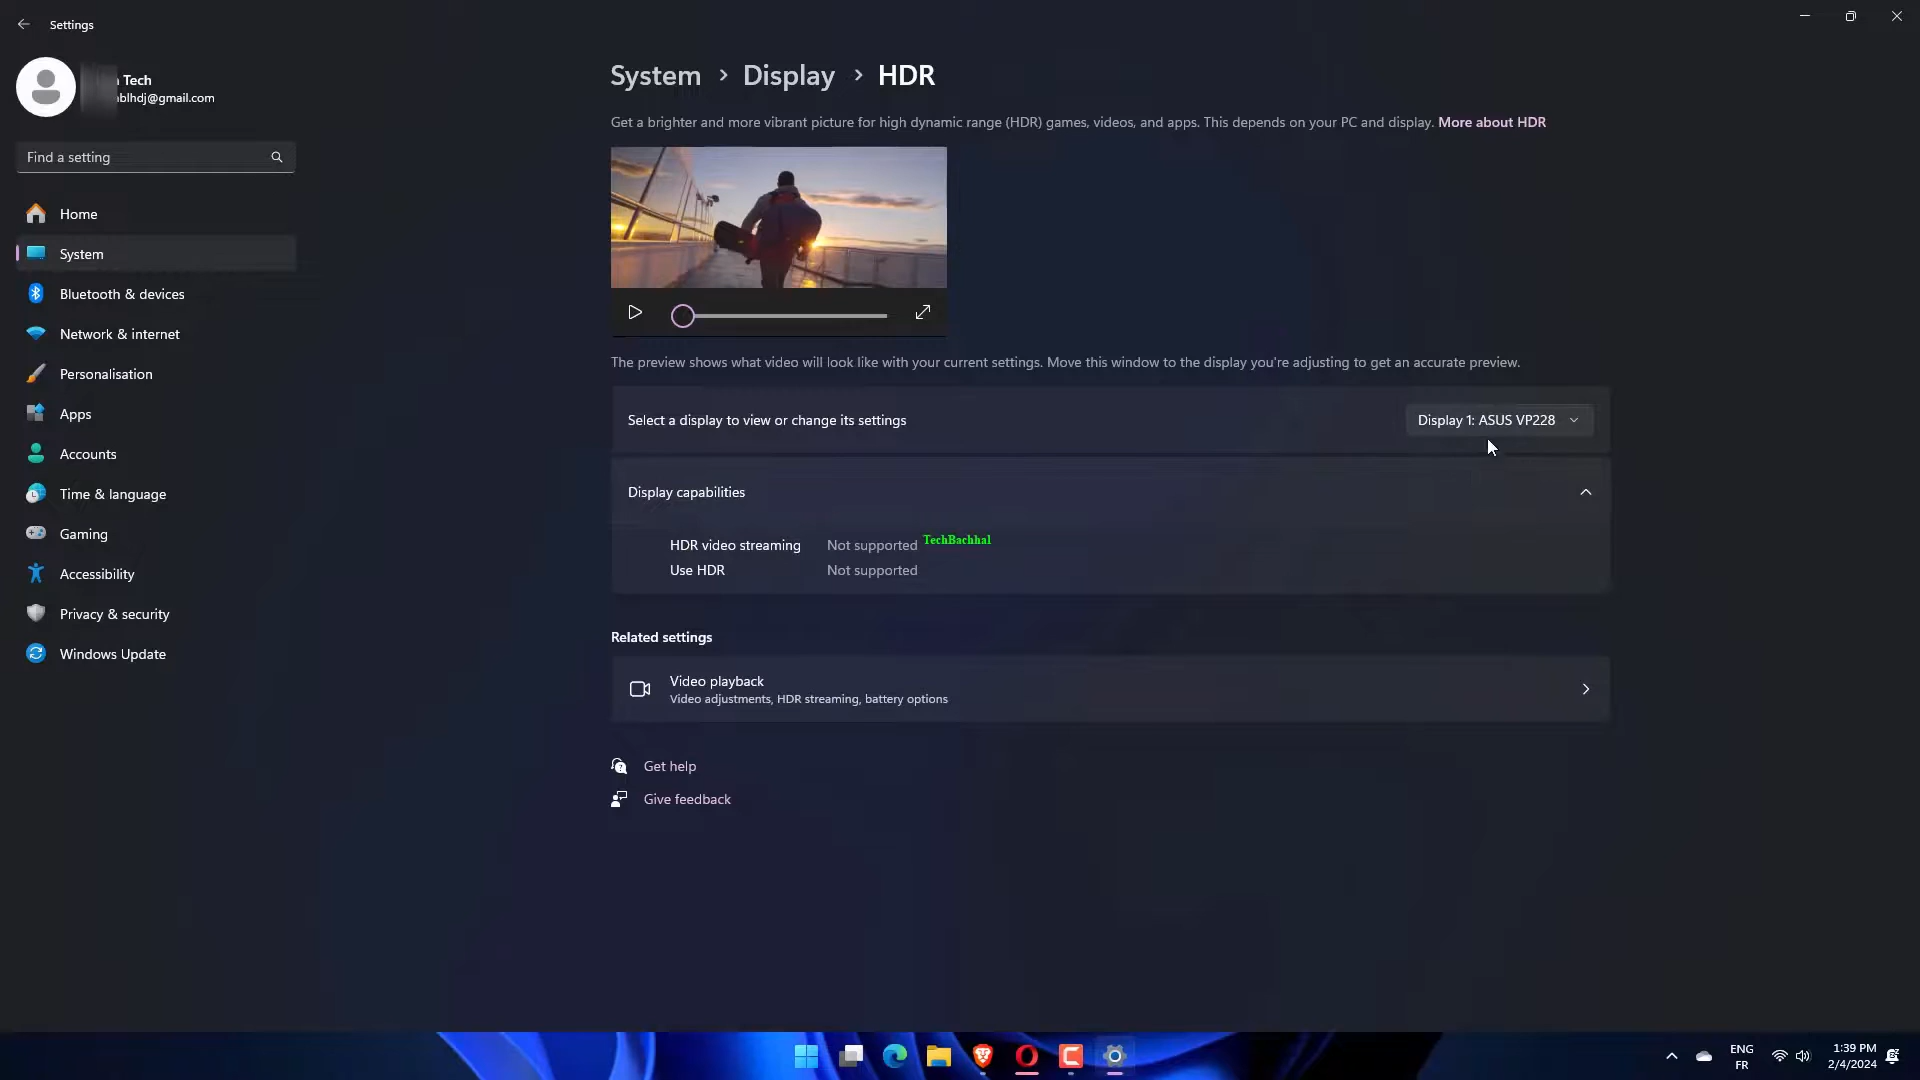 Settings
Tech
@gmail.com
Find a setting
Home
System
Bluetooth & devices
Network & internet
Personalisation
Apps
Accounts
Time & language
Gaming
Accessibility
Privacy & security
Windows Update
System > Display > HDR
Get a brighter and more vibrant picture for high dynamic range (HDR) games, videos, and apps. This depends on your PC and display. More about HDR
The preview shows what video will look like with your current settings. Move this window to the display you're adjusting to get an accurate preview.
Select a display to view or change its settings
Display 1: ASUS VP228
Display capabilities
HDR video streaming Not supported TechBachhal
Use HDR Not supported
Related settings
Video playback
Video adjustments, HDR streaming, battery options
Get help
Give feedback
ENG
FR
1:39 PM
2/4/2024